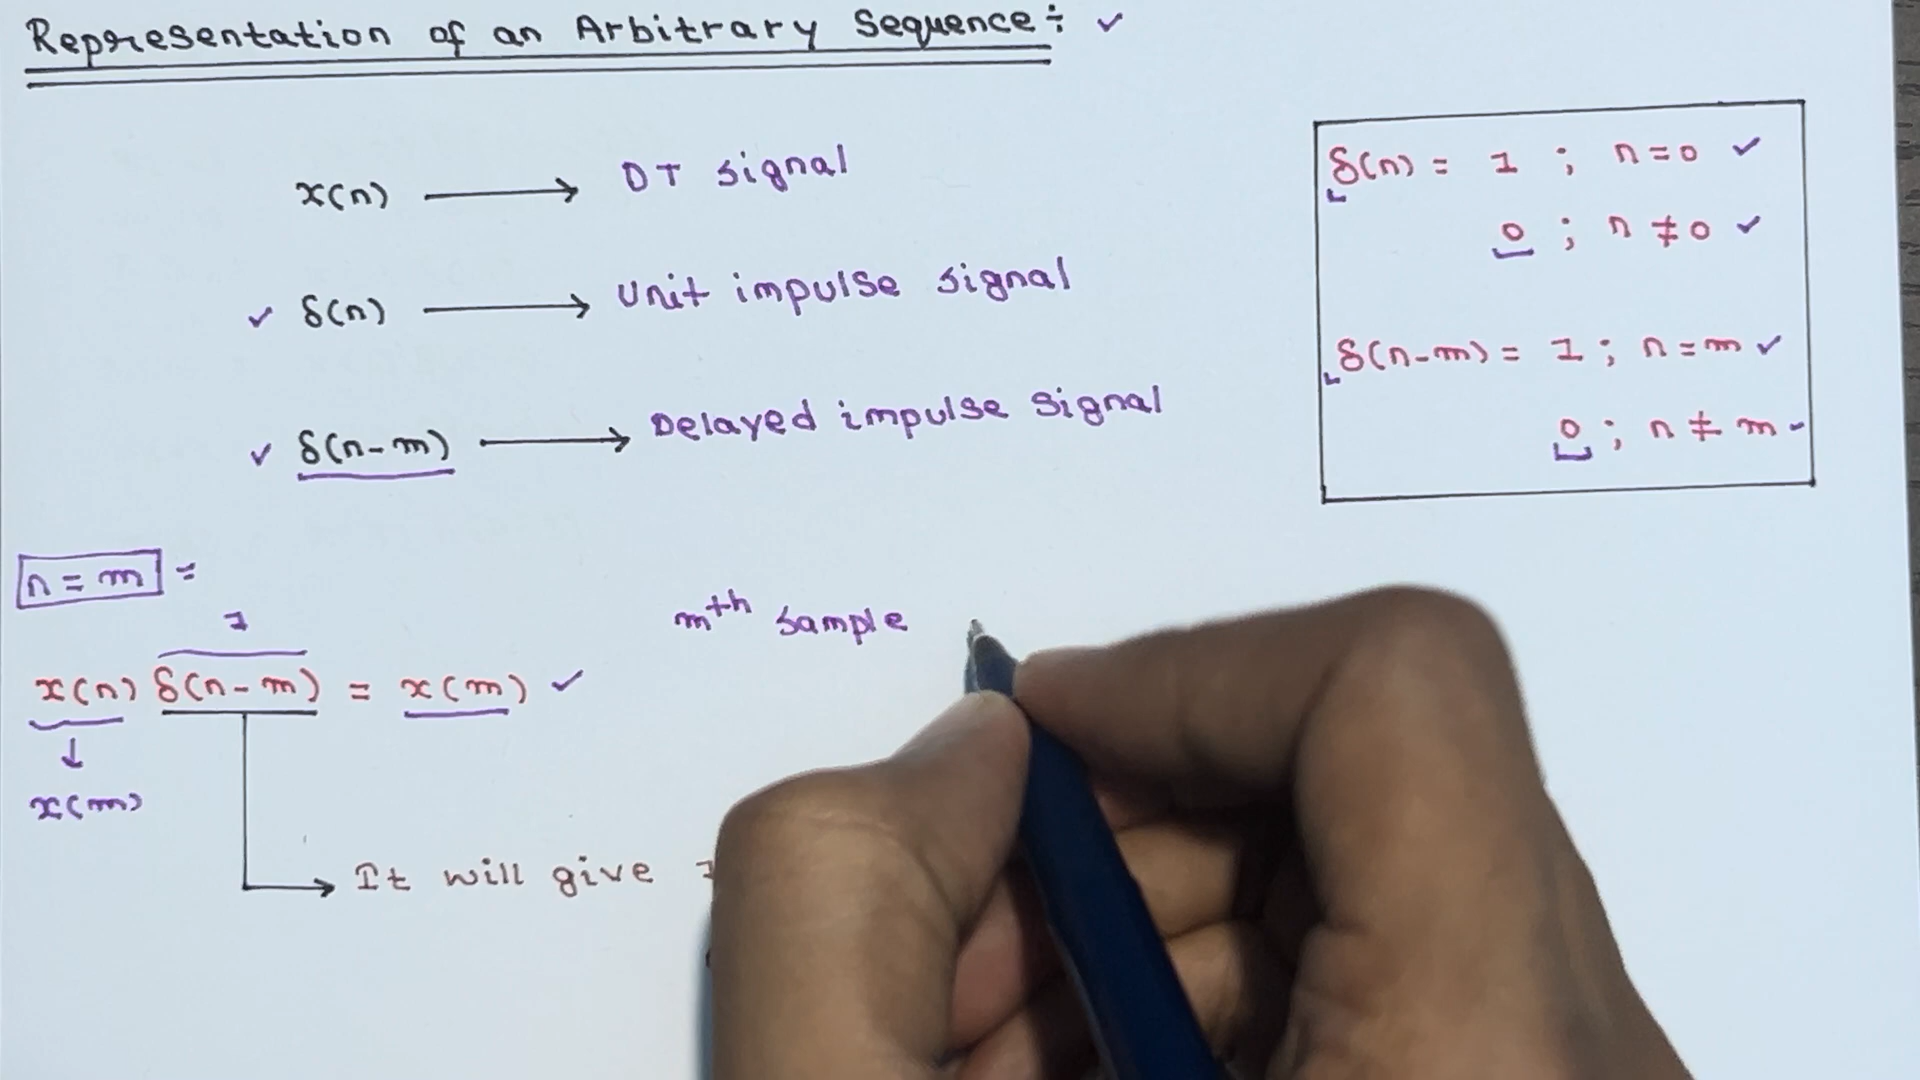 Representation of an Arbitrary Sequence ÷ ✓
x(n) → DT signal
✓ δ(n) → Unit impulse signal
✓ δ(n-m) → Delayed impulse signal
δ(n) = 1 ; n=0 ✓
0 ; n ≠ 0 ✓
δ(n-m) = 1 ; n=m ✓
0 ; n ≠ m
n = m =
1
mth sample
x(n) δ(n-m) = x(m) ✓
↓
x(m)
→ It will give